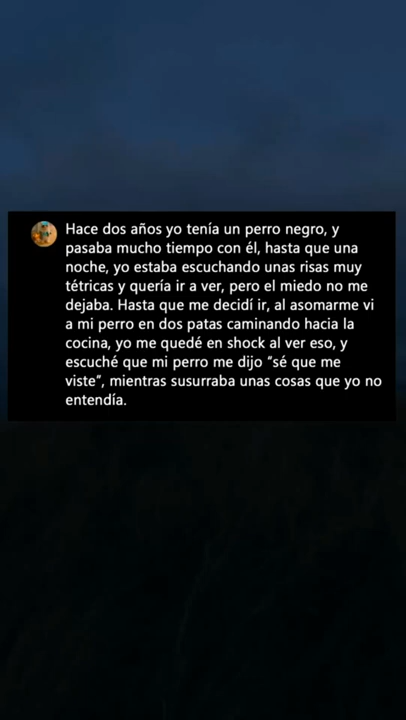 Hace dos años yo tenía un perro negro, y
pasaba mucho tiempo con él, hasta que una
noche, yo estaba escuchando unas risas muy
tétricas y quería ir a ver, pero el miedo no me
dejaba. Hasta que me decidí ir, al asomarme vi
a mi perro en dos patas caminando hacia la
cocina, yo me quedé en shock al ver eso, y
escuché que mi perro me dijo “sé que me
viste”, mientras susurraba unas cosas que yo no
entendía.